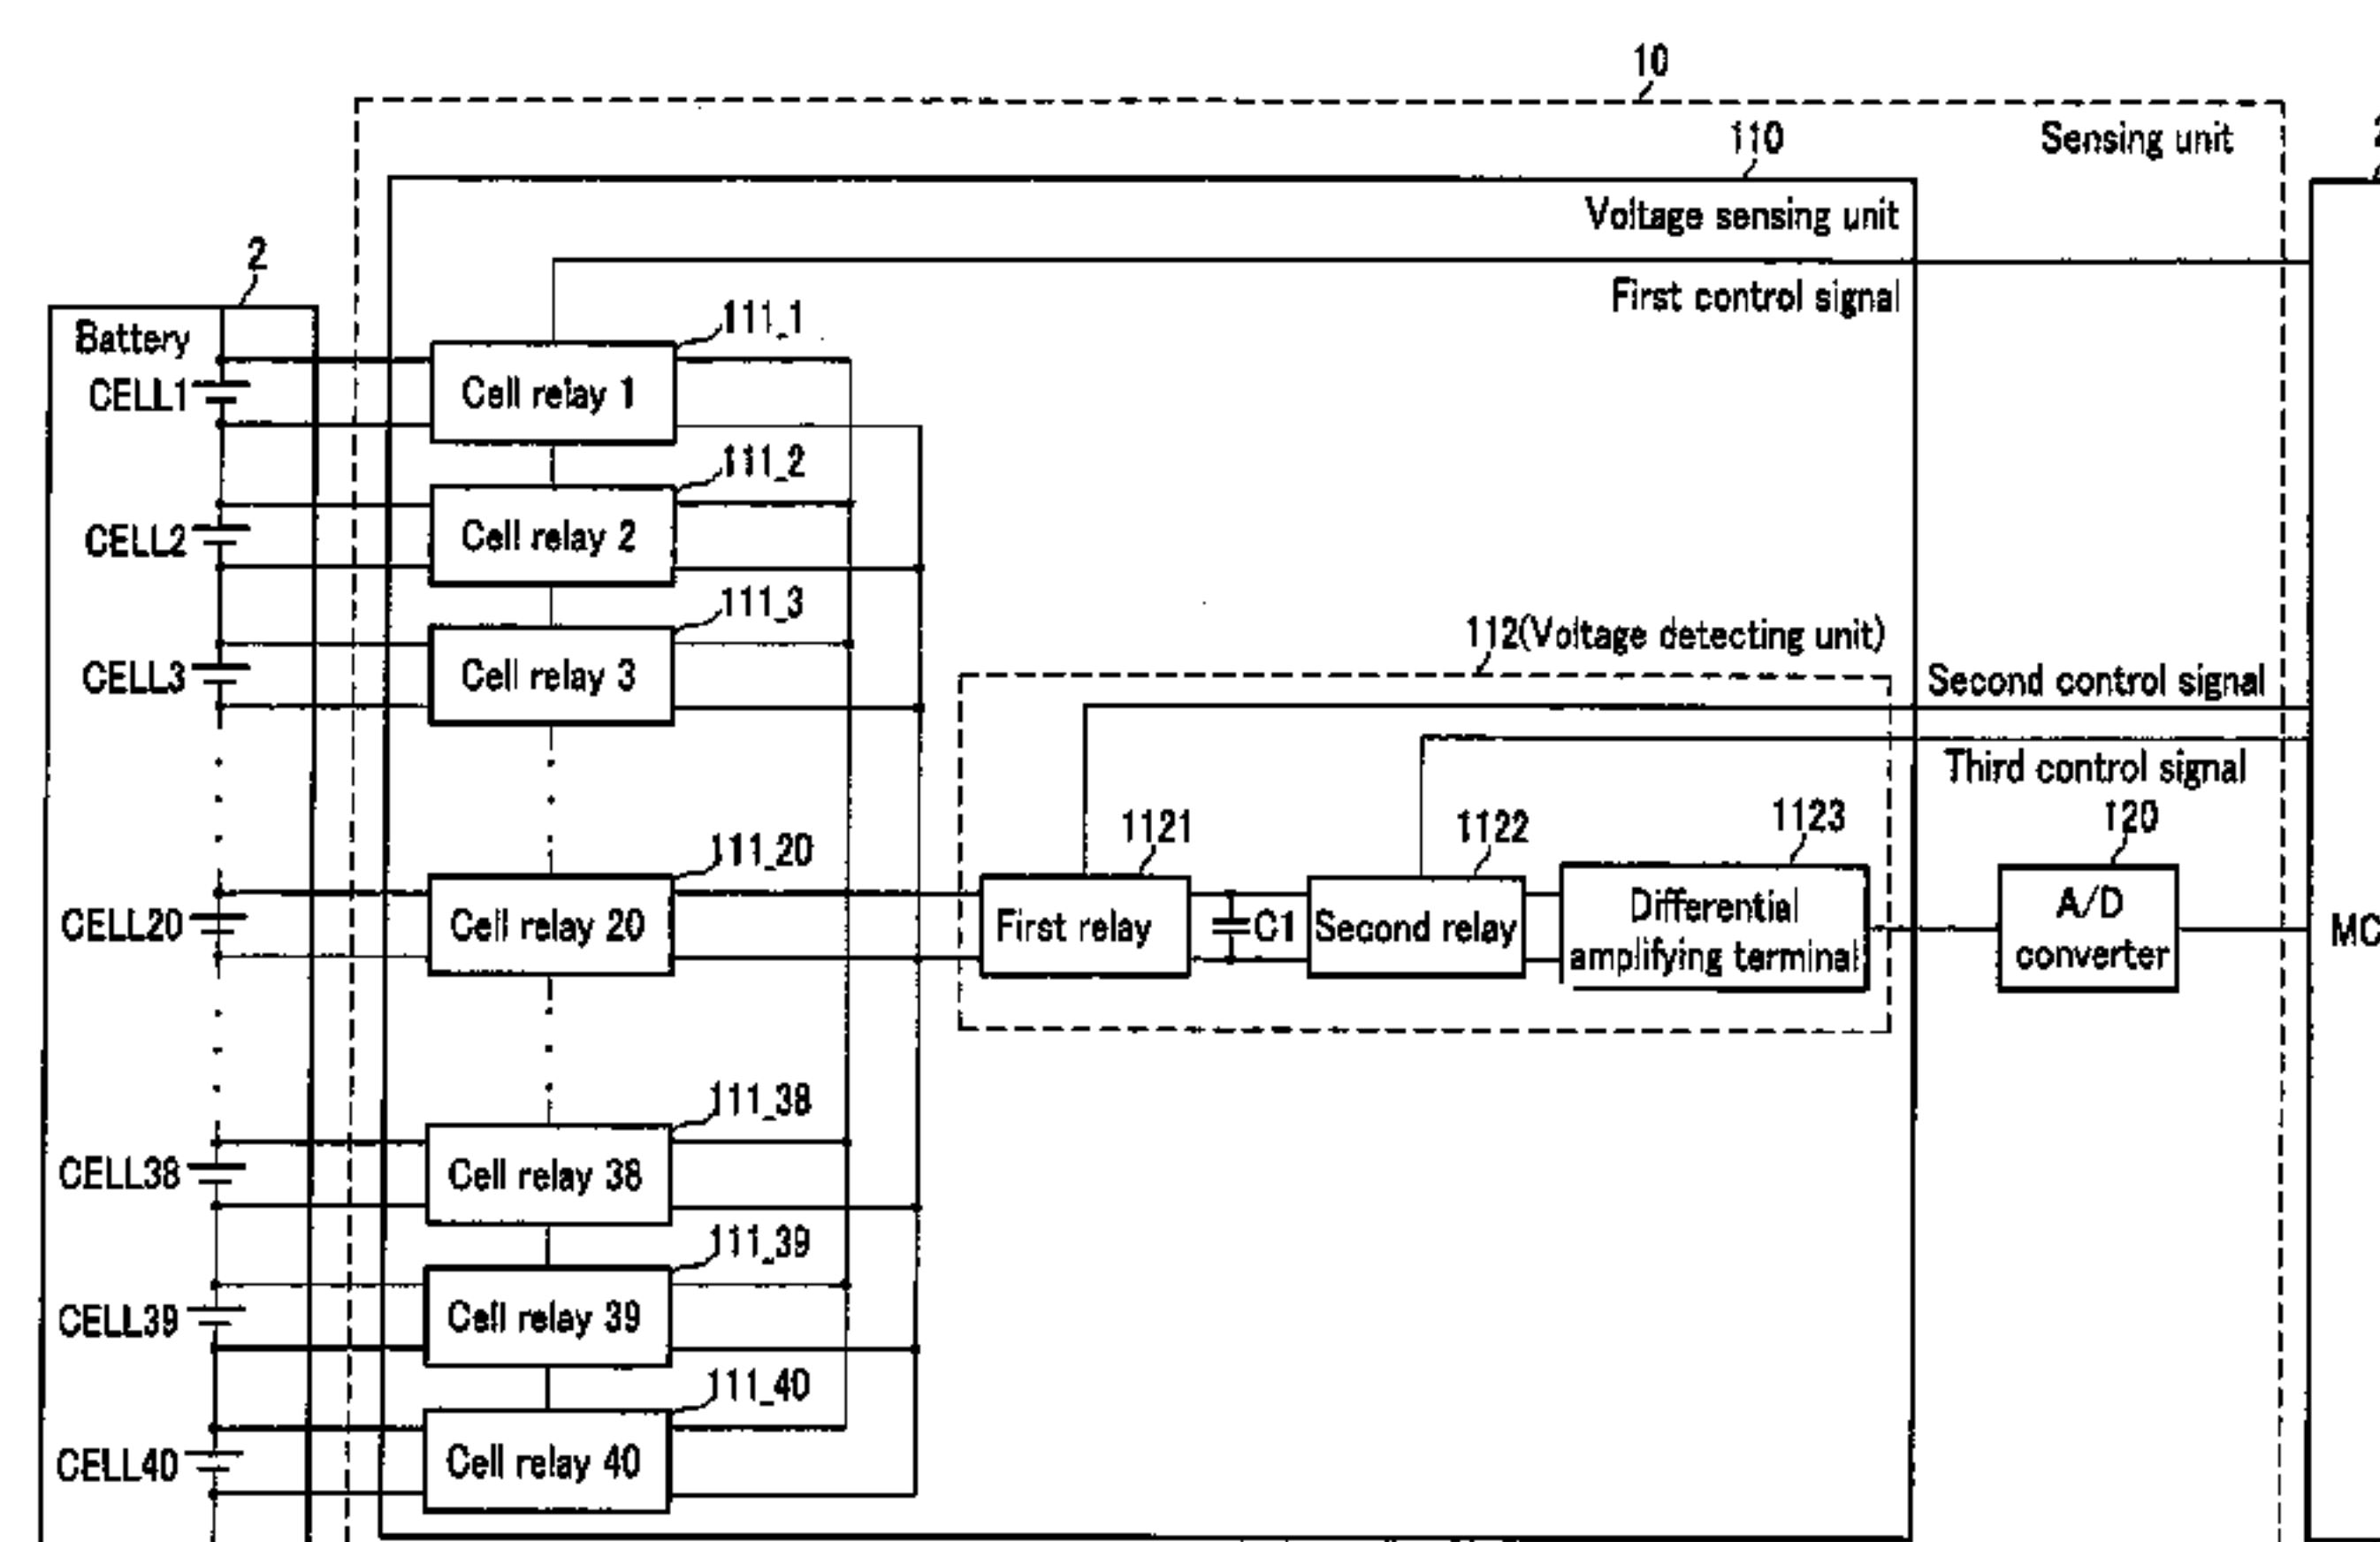 10
Sensing unit
110
Voltage sensing unit
2
First control signal
Battery
111_1
CELL1
Cell relay 1
111_2
CELL2
Cell relay 2
111_3
CELL3
Cell relay 3
112(Voltage detecting unit)
Second control signal
Third control signal
111_20
1121
1122
1123
120
CELL20
Cell relay 20
First relay
C1
Second relay
Differential
amplifying terminal
A/D
converter
MC
111_38
CELL38
Cell relay 38
111_39
CELL39
Cell relay 39
111_40
CELL40
Cell relay 40